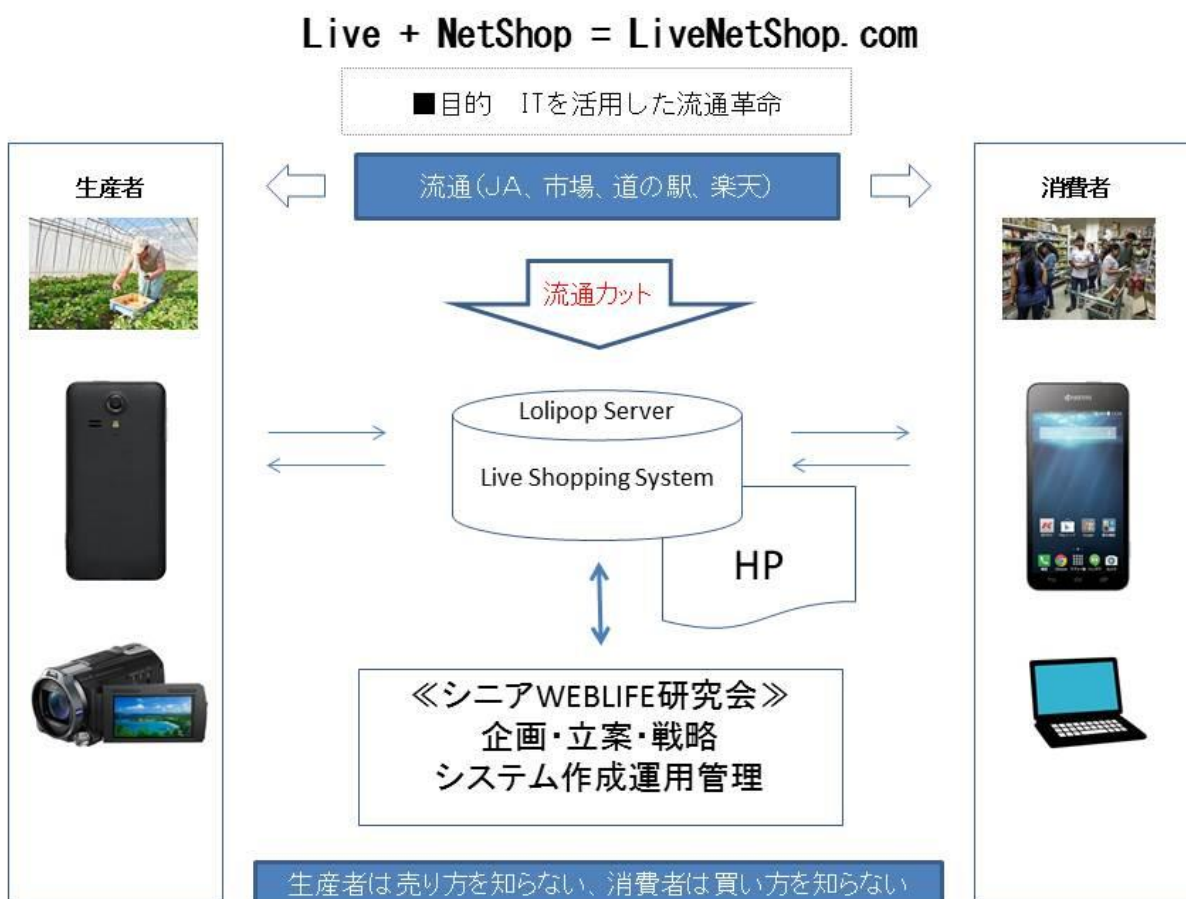 Live + NetShop = LiveNetShop.com
■目的　ITを活用した流通革命
生産者
流通(JA、市場、道の駅、楽天)
消費者
流通カット
Lolipop Server
Live Shopping System
HP
KYOCERA
≪シニアWEBLIFE研究会≫
企画・立案・戦略
システム作成運用管理
生産者は売り方を知らない、消費者は買い方を知らない